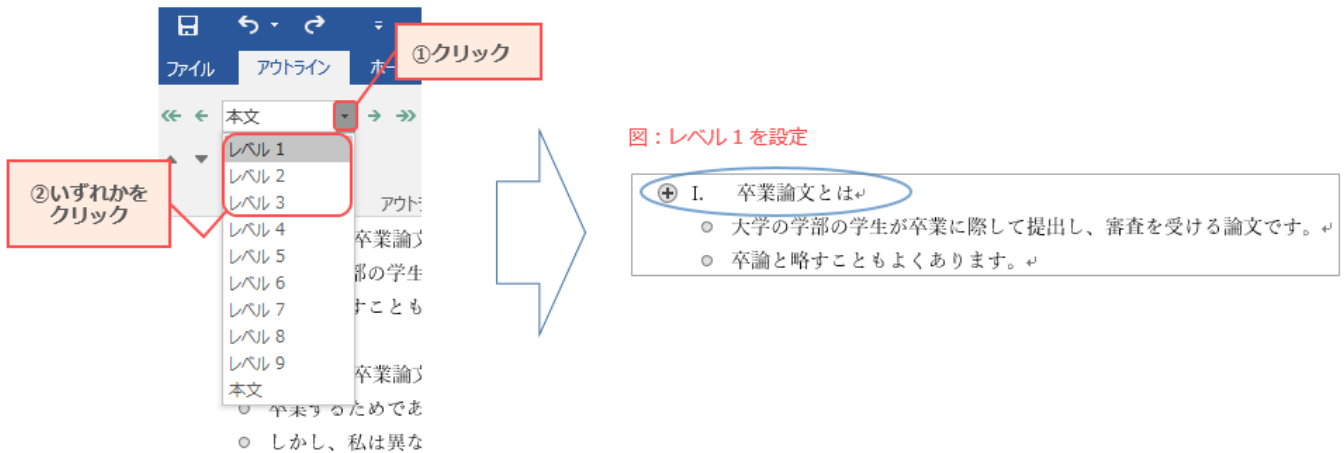 ①クリック
ファイル
アウトライン
ホー
本文
レベル 1
レベル 2
レベル 3
レベル 4
レベル 5
レベル 6
レベル 7
レベル 8
レベル 9
本文
②いずれかを
クリック
アウト
卒業論文
部の学生
すことも
卒業論文
卒業するためであ
しかし、私は異な
図：レベル 1 を設定
I. 卒業論文とは↵
大学の学部の学生が卒業に際して提出し、審査を受ける論文です。↵
卒論と略すこともよくあります。↵